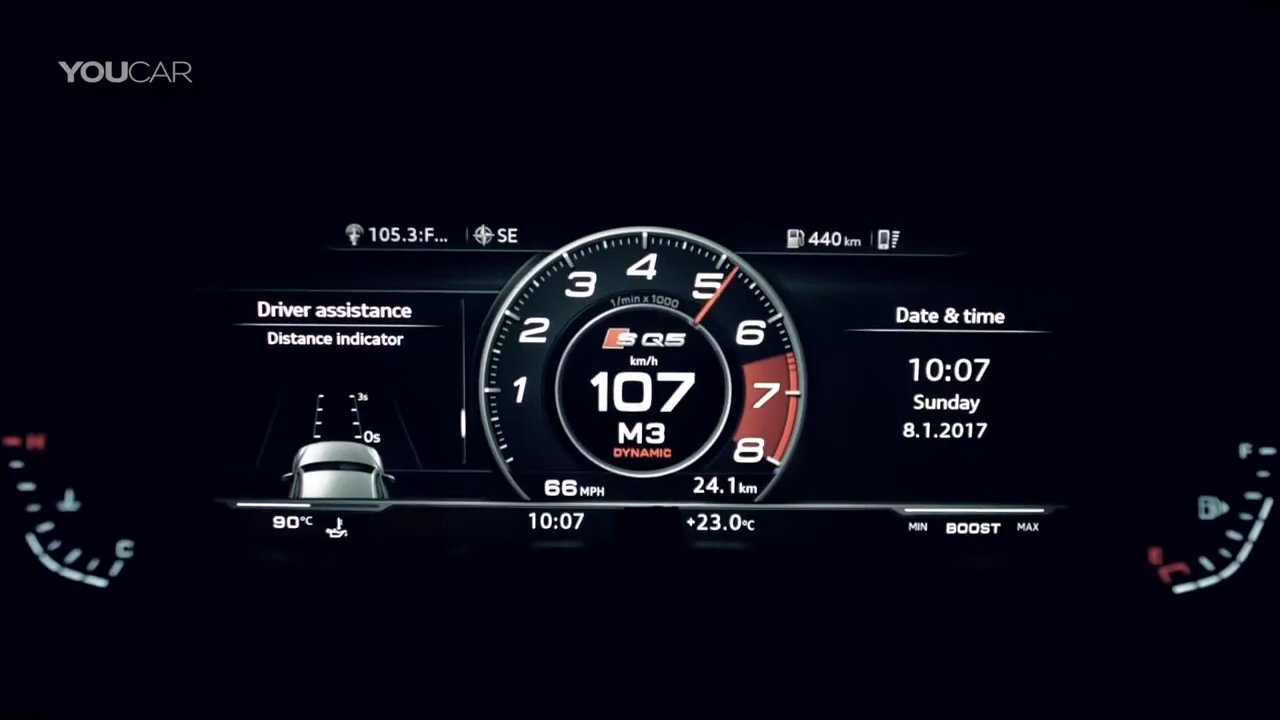 YOUCAR
105.3:F...
SE
440 km
Driver assistance
Distance indicator
3s
0s
1
2
3
4
5
6
7
8
1/min x 1000
S Q5
km/h
107
M3
DYNAMIC
66 MPH
24.1 km
Date & time
10:07
Sunday
8.1.2017
H
C
F
90°C
10:07
+23.0°C
MIN BOOST MAX